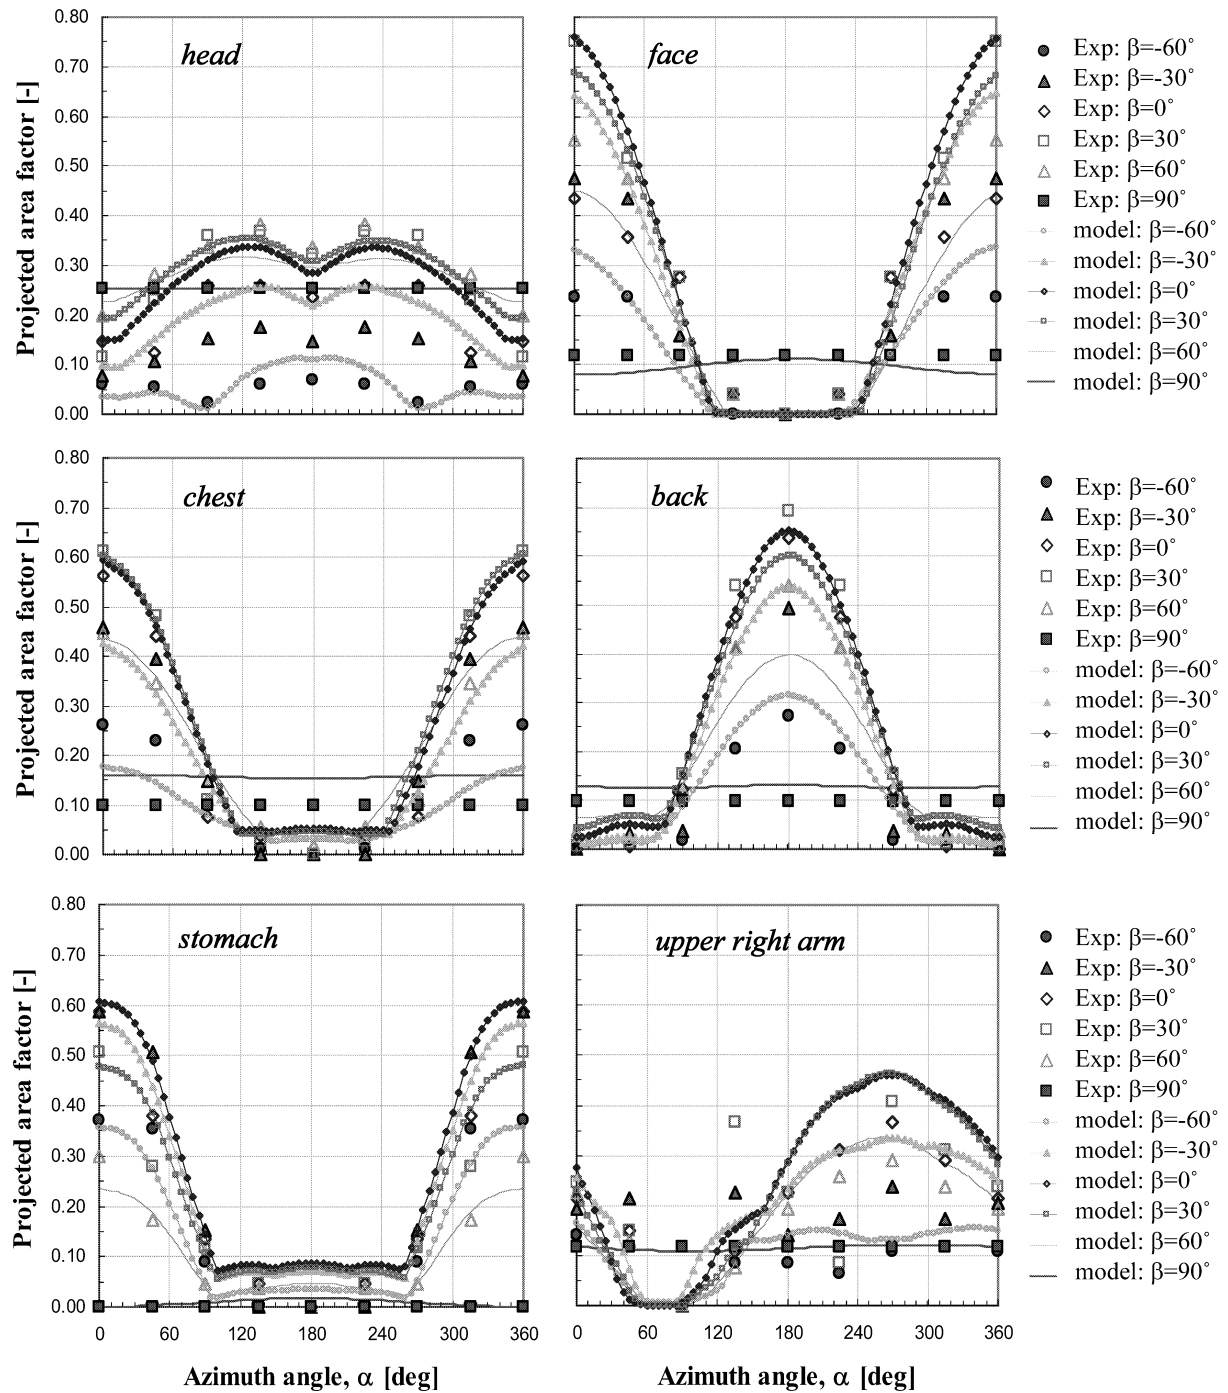 head
face
Projected area factor [-]
0.80
0.70
0.60
0.50
0.40
0.30
0.20
0.10
0.00
Exp: β=-60˚
Exp: β=-30˚
Exp: β=0˚
Exp: β=30˚
Exp: β=60˚
Exp: β=90˚
model: β=-60˚
model: β=-30˚
model: β=0˚
model: β=30˚
model: β=60˚
model: β=90˚
chest
back
Projected area factor [-]
0.80
0.70
0.60
0.50
0.40
0.30
0.20
0.10
0.00
Exp: β=-60˚
Exp: β=-30˚
Exp: β=0˚
Exp: β=30˚
Exp: β=60˚
Exp: β=90˚
model: β=-60˚
model: β=-30˚
model: β=0˚
model: β=30˚
model: β=60˚
model: β=90˚
stomach
upper right arm
Projected area factor [-]
0.80
0.70
0.60
0.50
0.40
0.30
0.20
0.10
0.00
Exp: β=-60˚
Exp: β=-30˚
Exp: β=0˚
Exp: β=30˚
Exp: β=60˚
Exp: β=90˚
model: β=-60˚
model: β=-30˚
model: β=0˚
model: β=30˚
model: β=60˚
model: β=90˚
0 60 120 180 240 300 360
0 60 120 180 240 300 360
Azimuth angle, α [deg]
Azimuth angle, α [deg]